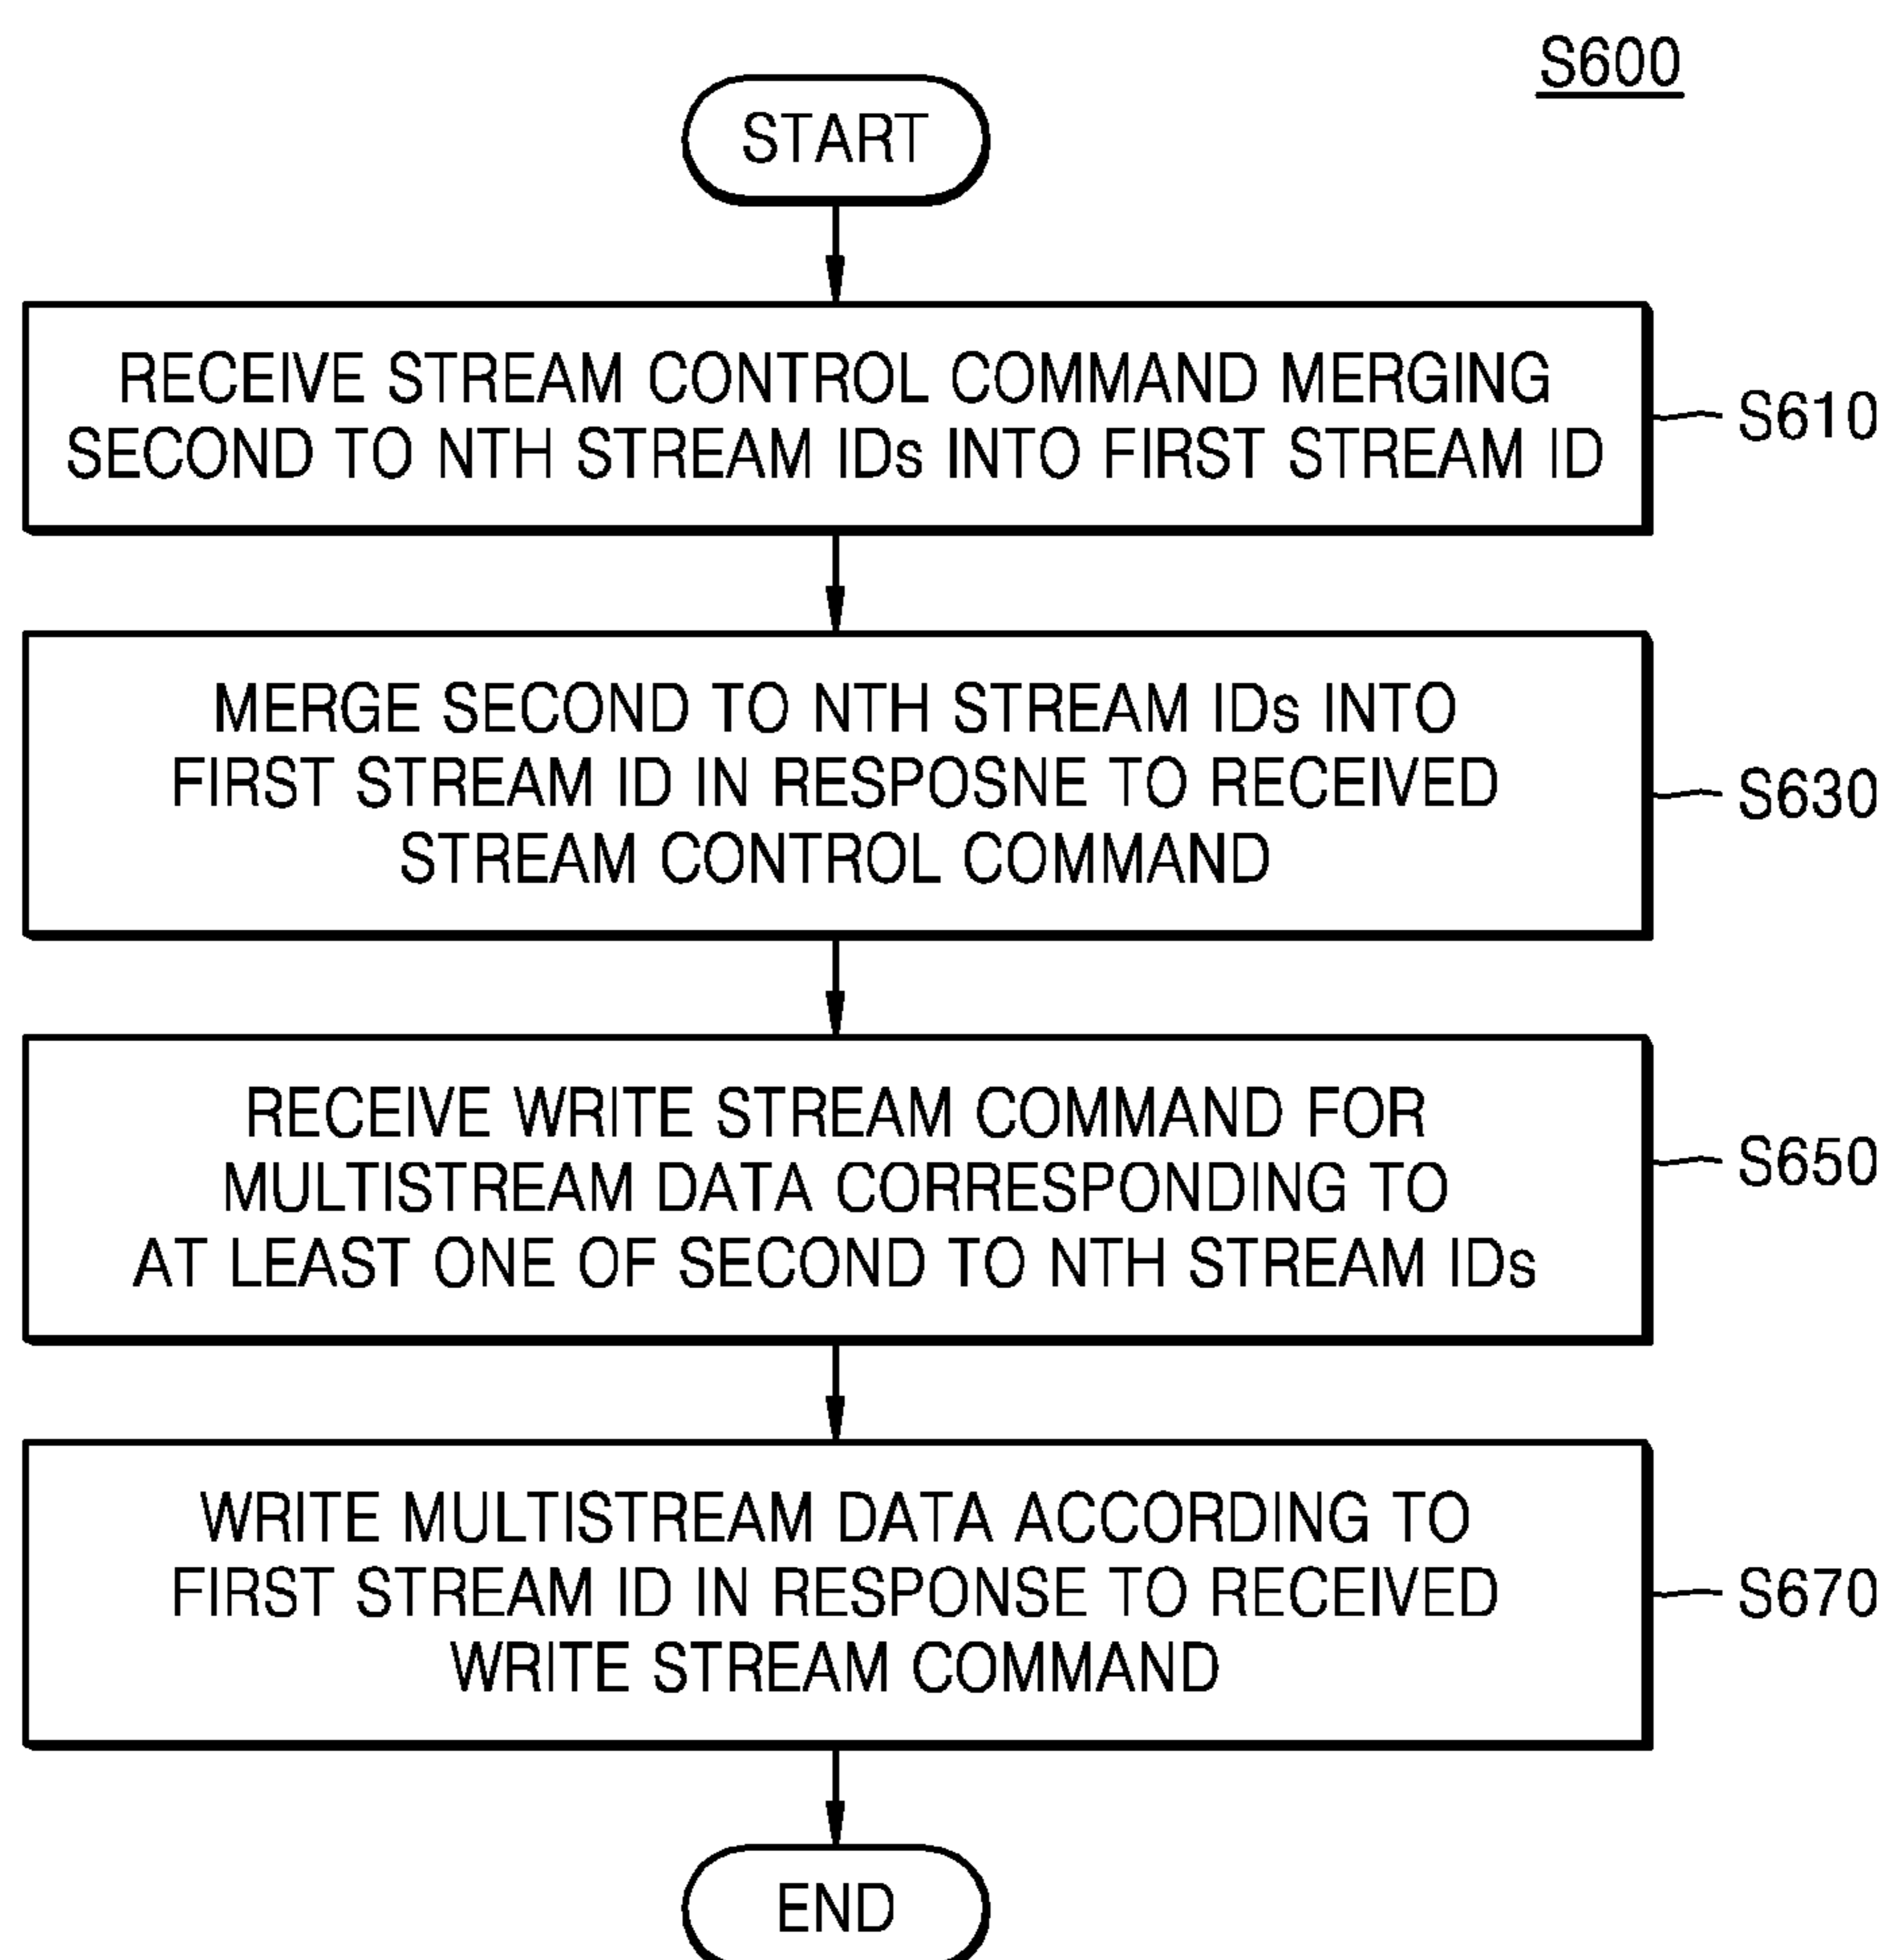 S600
START
RECEIVE STREAM CONTROL COMMAND MERGING
SECOND TO NTH STREAM IDs INTO FIRST STREAM ID
S610
MERGE SECOND TO NTH STREAM IDs INTO
FIRST STREAM ID IN RESPOSNE TO RECEIVED
STREAM CONTROL COMMAND
S630
RECEIVE WRITE STREAM COMMAND FOR
MULTISTREAM DATA CORRESPONDING TO
AT LEAST ONE OF SECOND TO NTH STREAM IDs
S650
WRITE MULTISTREAM DATA ACCORDING TO
FIRST STREAM ID IN RESPONSE TO RECEIVED
WRITE STREAM COMMAND
S670
END